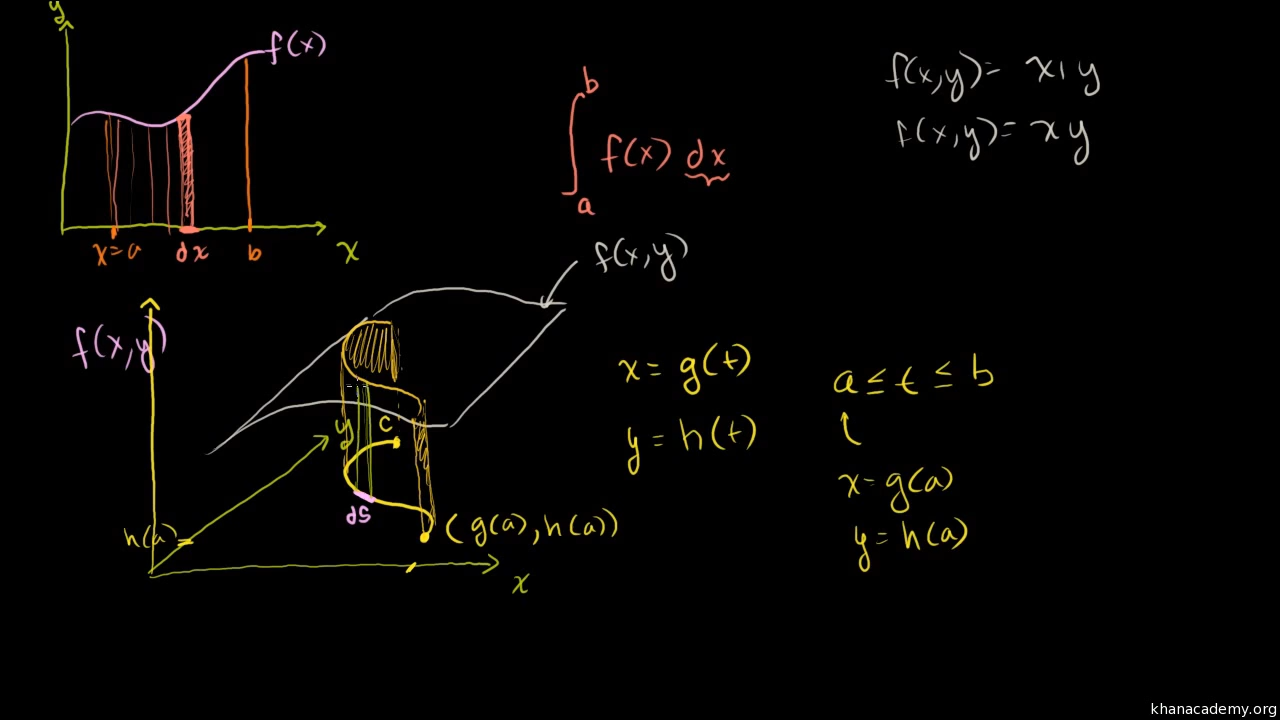 y
f(x)
x=a
dx
b
x
∫
b
a
f(x) dx
f(x,y)= x+y
f(x,y)= xy
f(x,y)
f(x,y)
y
c
ds
h(a)
(g(a), h(a))
x
x = g(t)
y = h(t)
a ≤ t ≤ b
x= g(a)
y = h(a)
khanacademy.org